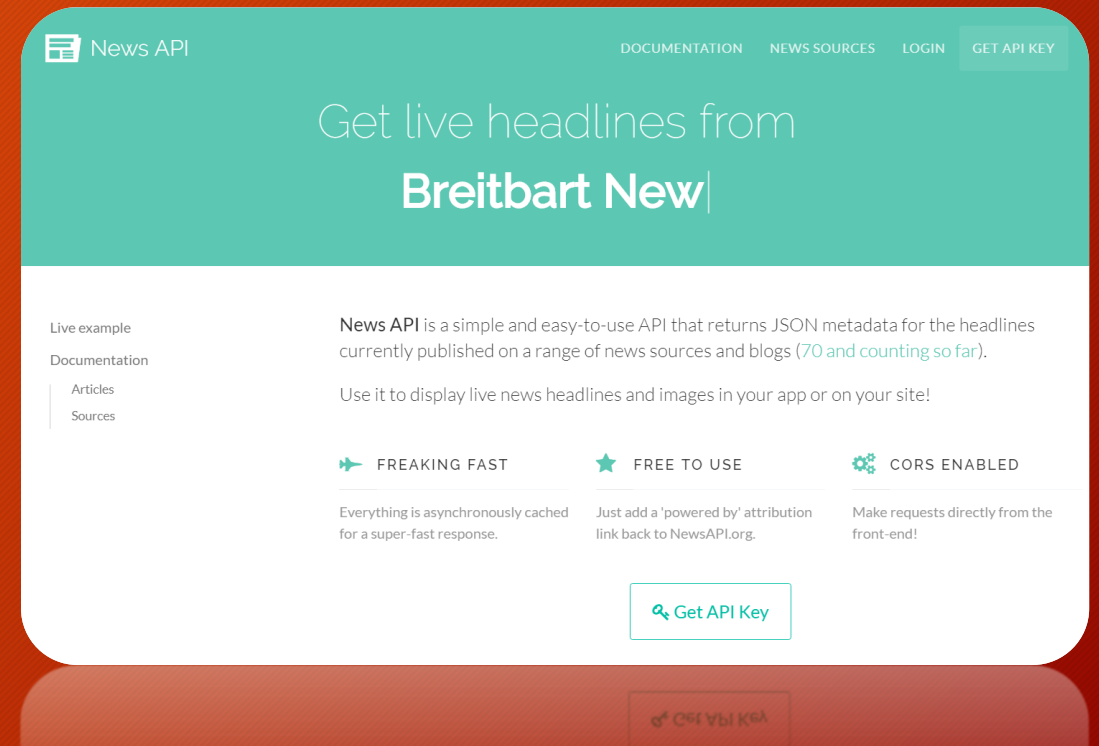 News API
DOCUMENTATION NEWS SOURCES LOGIN GET API KEY
Get live headlines from
Breitbart New
Live example
Documentation
Articles
Sources
News API is a simple and easy-to-use API that returns JSON metadata for the headlines
currently published on a range of news sources and blogs (70 and counting so far).
Use it to display live news headlines and images in your app or on your site!
FREAKING FAST
Everything is asynchronously cached
for a super-fast response.
FREE TO USE
Just add a 'powered by' attribution
link back to NewsAPI.org.
CORS ENABLED
Make requests directly from the
front-end!
Get API Key
Get API Key